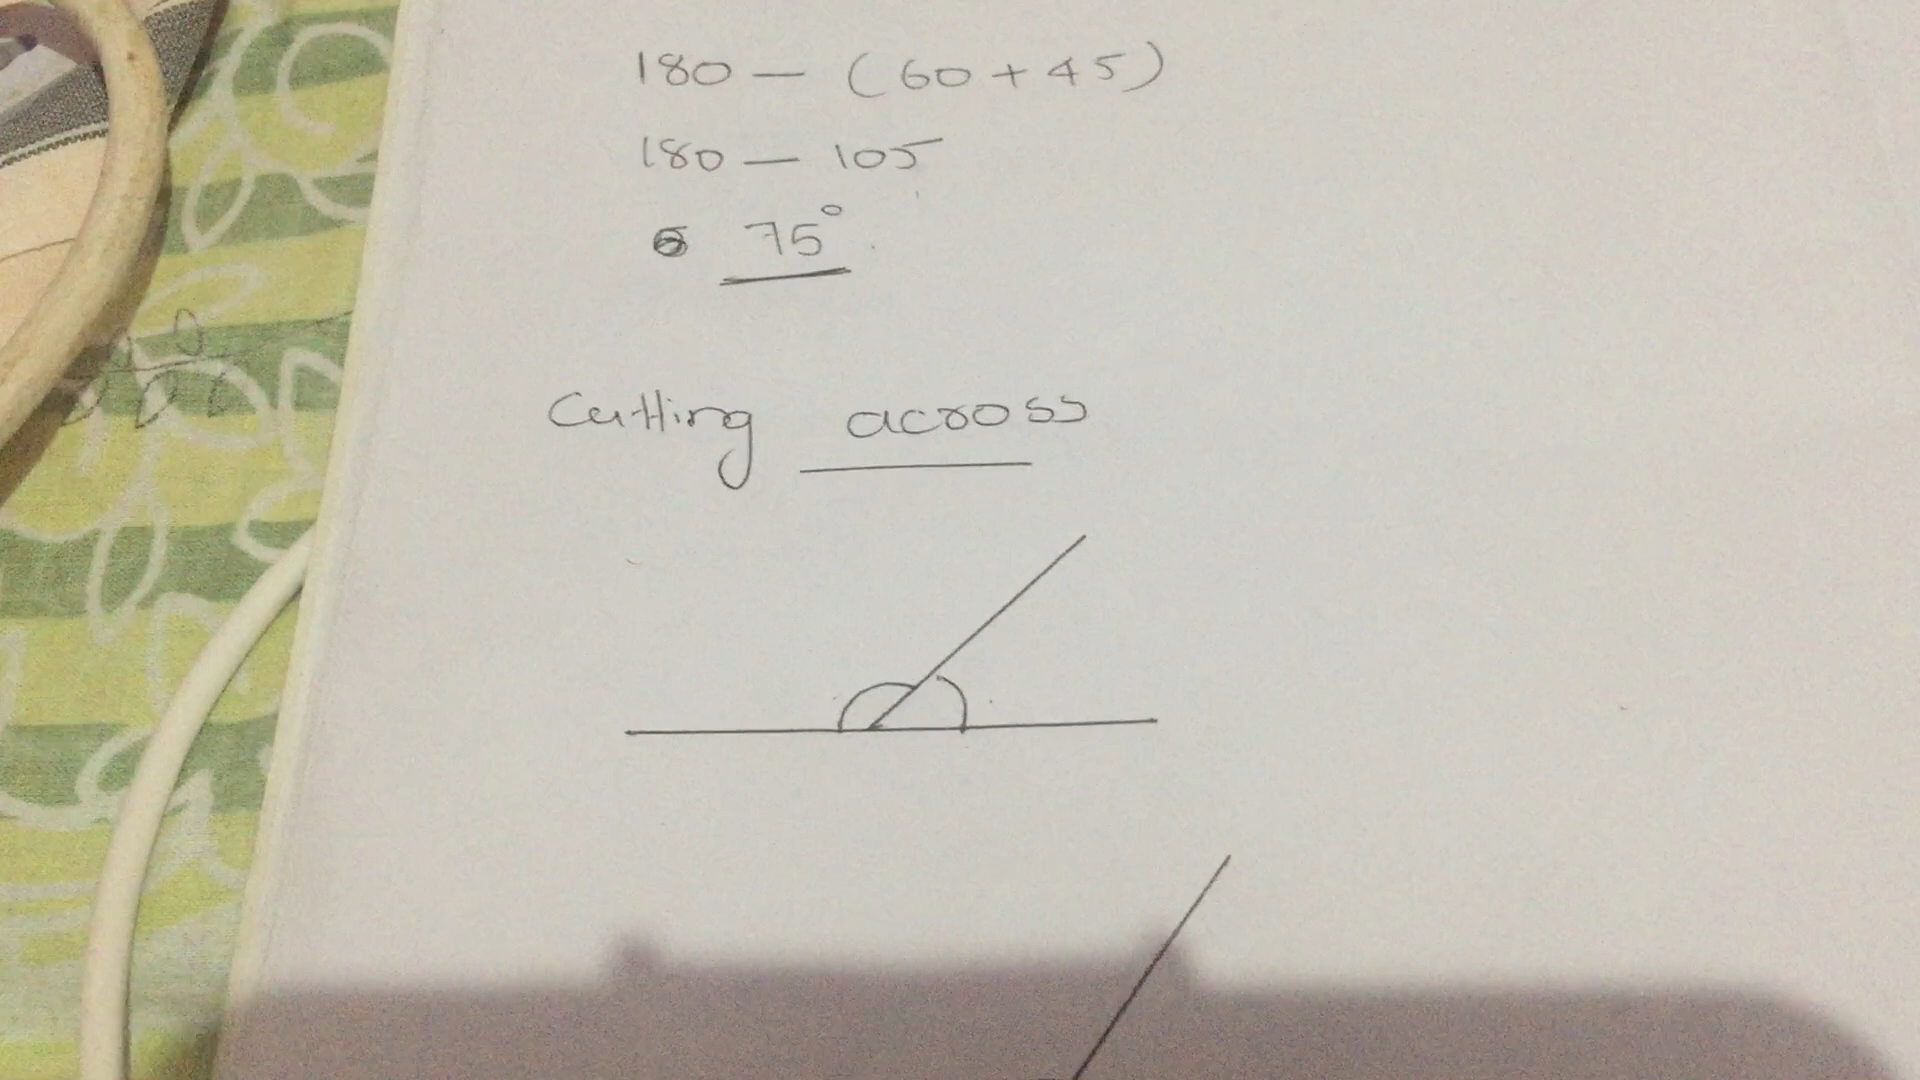 180 — (60 + 45)
180 — 105
75°
Cutting across